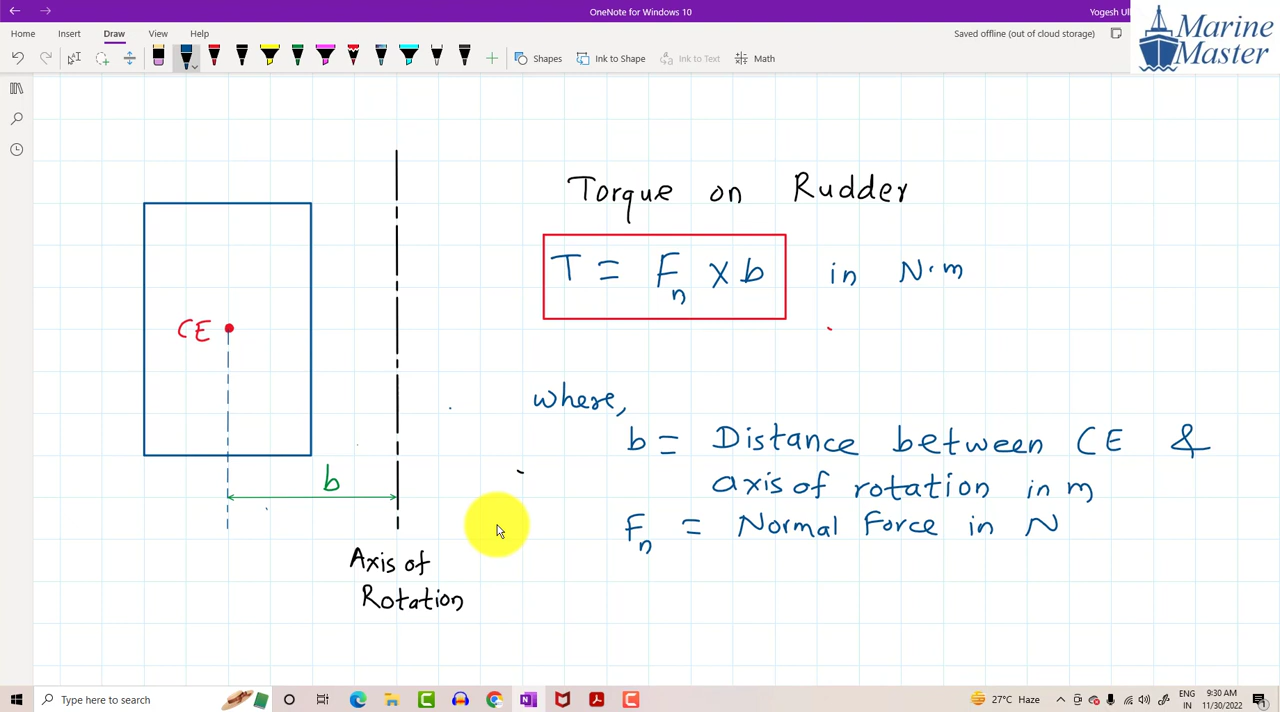 OneNote for Windows 10
Yogesh Ul
Home Insert Draw View Help
Saved offline (out of cloud storage)
Marine
Master
Shapes Ink to Shape Ink to Text Math
Torque on Rudder
T = Fn × b in N·m
CE
where,
b = Distance between CE &
axis of rotation in m
b
Fn = Normal Force in N
Axis of
Rotation
Type here to search
27°C Haze
ENG
IN
9:30 AM
11/30/2022
1